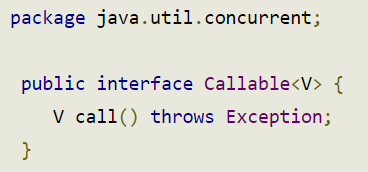 package java.util.concurrent;
public interface Callable<V> {
V call() throws Exception;
}